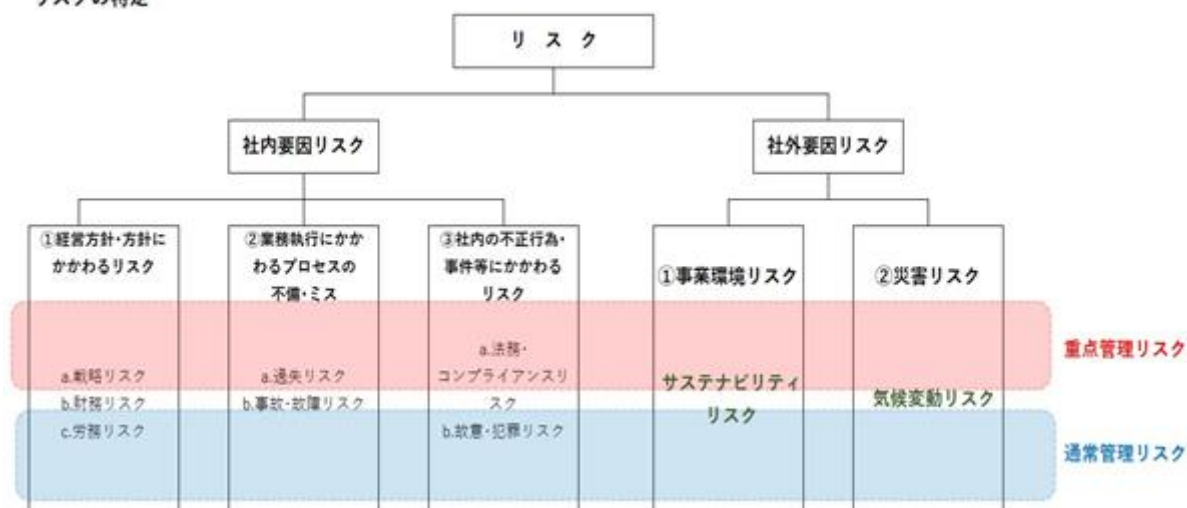 リスクの特定
リ ス ク
社内要因リスク
社外要因リスク
①経営方針・方針に
かかわるリスク
②業務執行にかか
わるプロセスの
不備・ミス
③社内の不正行為・
事件等にかかわる
リスク
①事業環境リスク
②災害リスク
a.戦略リスク
b.財務リスク
c.労務リスク
a.過失リスク
b.事故・故障リスク
a.法務・
コンプライアンスリ
スク
b.故意・犯罪リスク
サステナビリティ
リスク
気候変動リスク
重点管理リスク
通常管理リスク